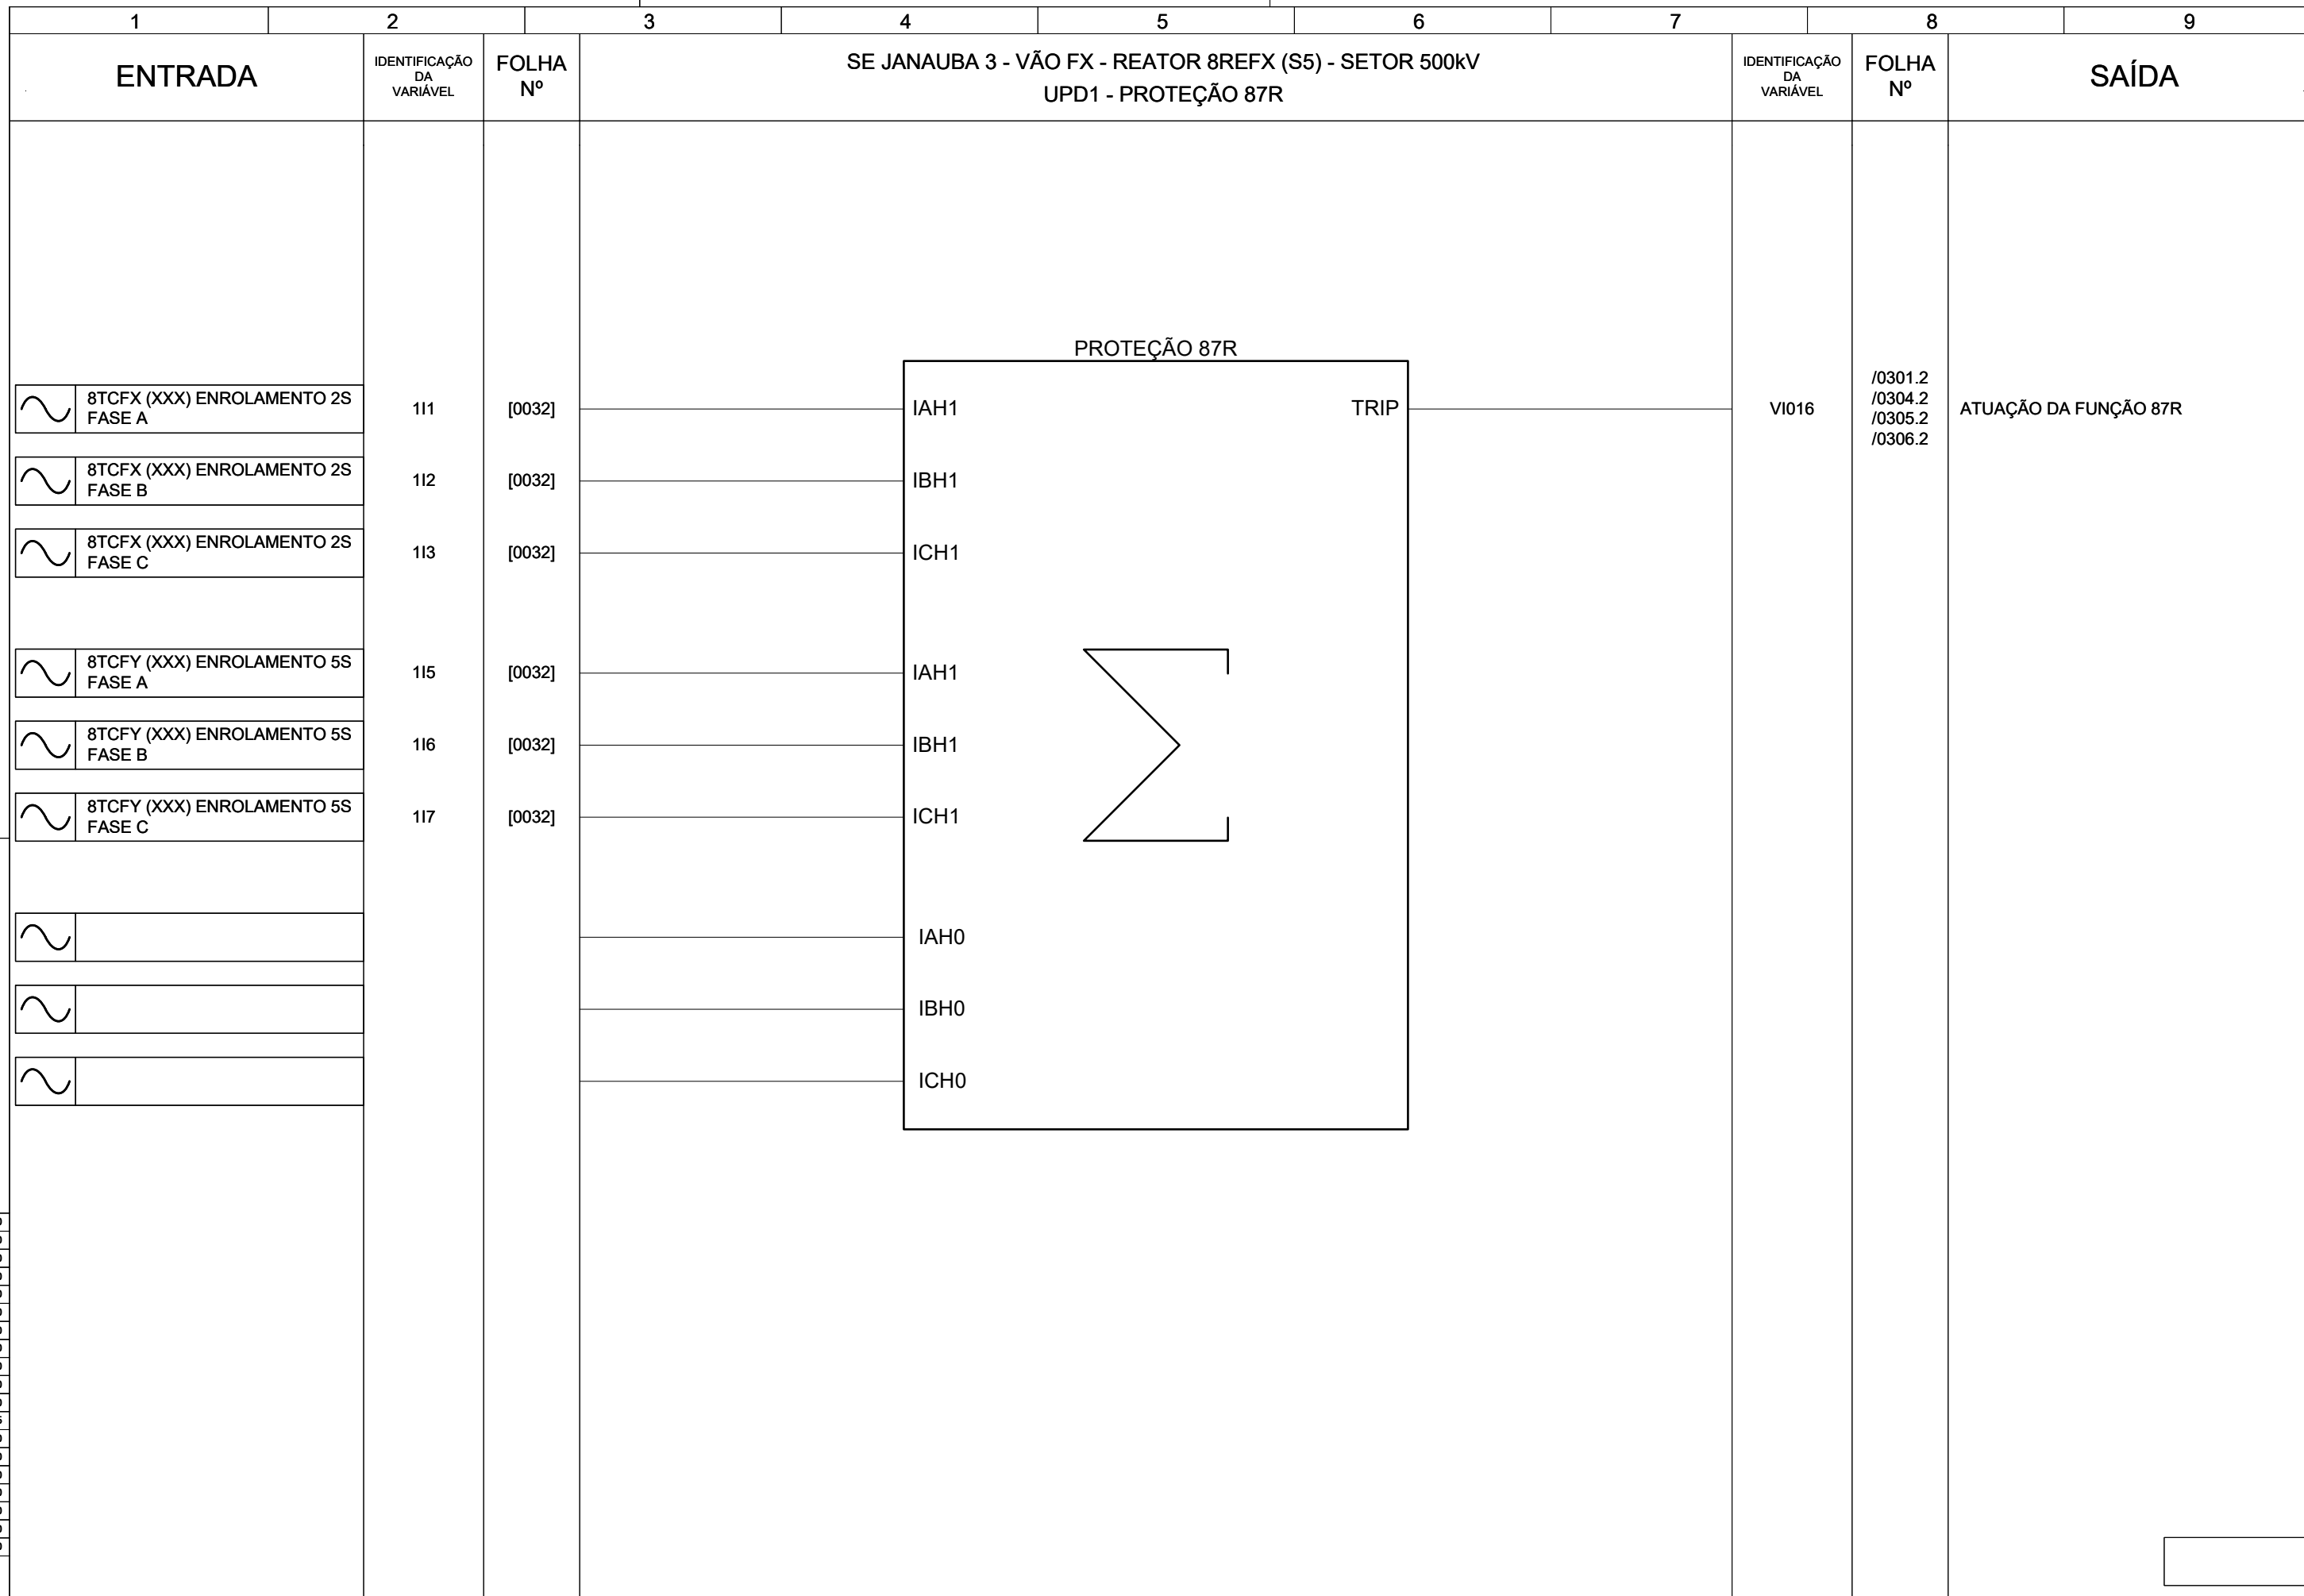 1 2 3 4 5 6 7 8 9
ENTRADA
IDENTIFICAÇÃO
DA
VARIÁVEL
FOLHA
Nº
SE JANAUBA 3 - VÃO FX - REATOR 8REFX (S5) - SETOR 500kV
UPD1 - PROTEÇÃO 87R
IDENTIFICAÇÃO
DA
VARIÁVEL
FOLHA
Nº
SAÍDA
PROTEÇÃO 87R
8TCFX (XXX) ENROLAMENTO 2S
FASE A
1I1
[0032]
IAH1
TRIP
VI016
/0301.2
/0304.2
/0305.2
/0306.2
ATUAÇÃO DA FUNÇÃO 87R
8TCFX (XXX) ENROLAMENTO 2S
FASE B
1I2
[0032]
IBH1
8TCFX (XXX) ENROLAMENTO 2S
FASE C
1I3
[0032]
ICH1
8TCFY (XXX) ENROLAMENTO 5S
FASE A
1I5
[0032]
IAH1
8TCFY (XXX) ENROLAMENTO 5S
FASE B
1I6
[0032]
IBH1
8TCFY (XXX) ENROLAMENTO 5S
FASE C
1I7
[0032]
ICH1
IAH0
IBH0
ICH0